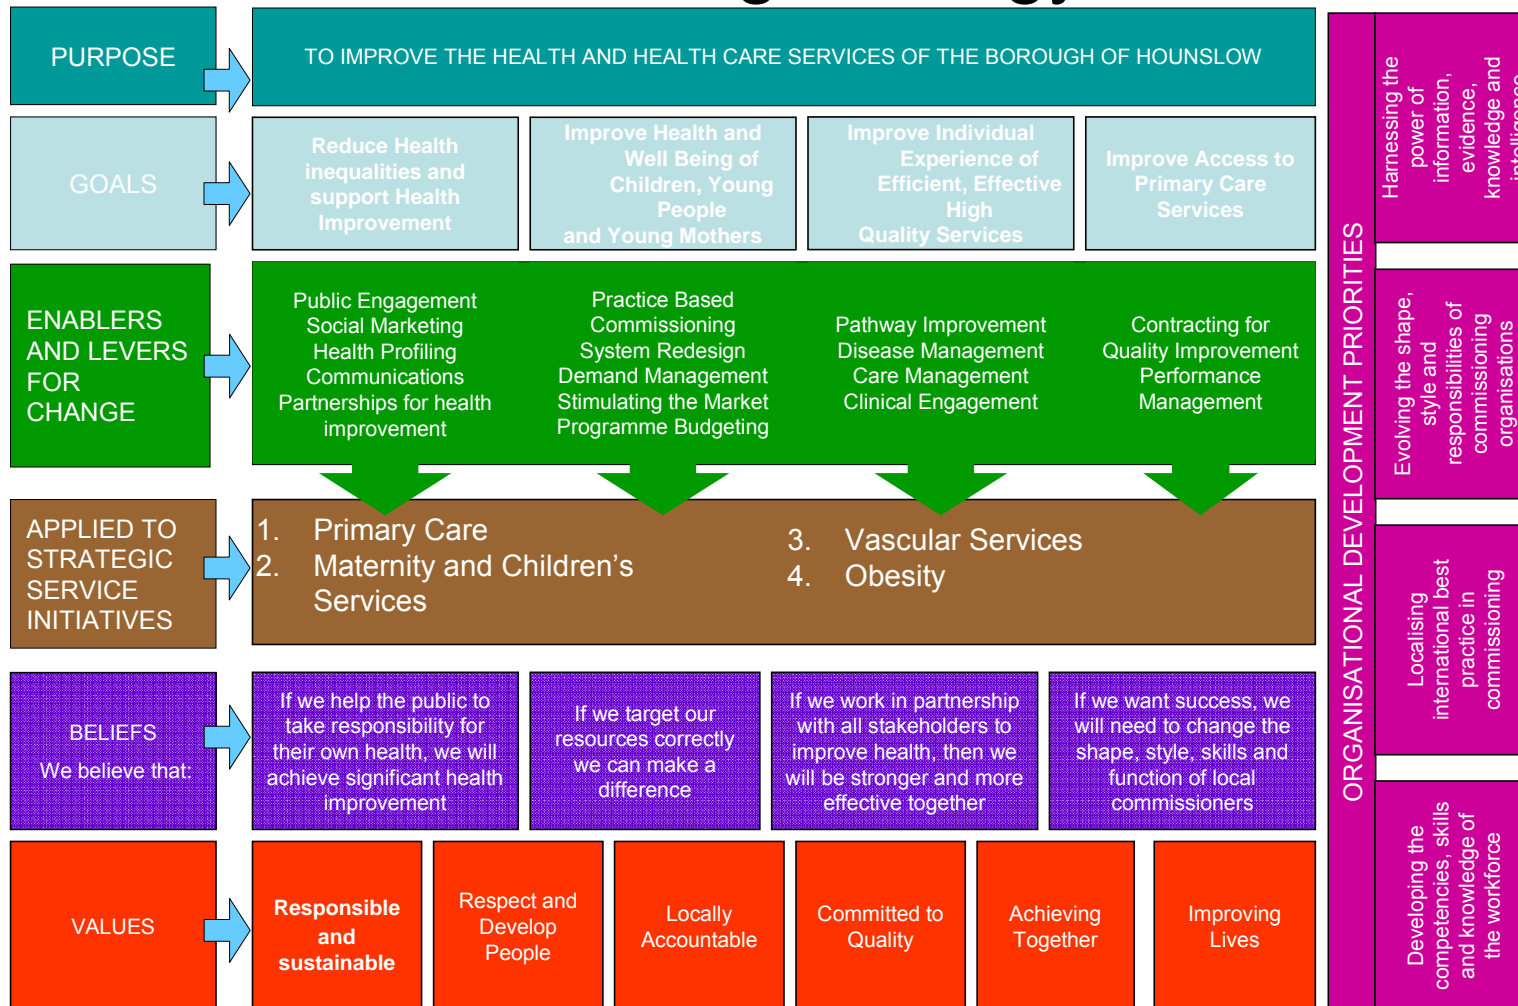 PURPOSE
TO IMPROVE THE HEALTH AND HEALTH CARE SERVICES OF THE BOROUGH OF HOUNSLOW
GOALS
Reduce Health
inequalities and
support Health
Improvement
Improve Health and
Well Being of
Children, Young
People
and Young Mothers
Improve Individual
Experience of
Efficient, Effective
High
Quality Services
Improve Access to
Primary Care
Services
ENABLERS
AND LEVERS
FOR
CHANGE
Public Engagement
Social Marketing
Health Profiling
Communications
Partnerships for health
improvement
Practice Based
Commissioning
System Redesign
Demand Management
Stimulating the Market
Programme Budgeting
Pathway Improvement
Disease Management
Care Management
Clinical Engagement
Contracting for
Quality Improvement
Performance
Management
APPLIED TO
STRATEGIC
SERVICE
INITIATIVES
1. Primary Care
2. Maternity and Children's
Services
3. Vascular Services
4. Obesity
BELIEFS
We believe that:
If we help the public to
take responsibility for
their own health, we will
achieve significant health
improvement
If we target our
resources correctly
we can make a
difference
If we work in partnership
with all stakeholders to
improve health, then we
will be stronger and more
effective together
If we want success, we
will need to change the
shape, style, skills and
function of local
commissioners
VALUES
Responsible
and
sustainable
Respect and
Develop
People
Locally
Accountable
Committed to
Quality
Achieving
Together
Improving
Lives
ORGANISATIONAL DEVELOPMENT PRIORITIES
Harnessing the
power of
information,
evidence,
knowledge and
intelligence
Evolving the shape,
style and
responsibilities of
commissioning
organisations
Localising
international best
practice in
commissioning
Developing the
competencies, skills
and knowledge of
the workforce